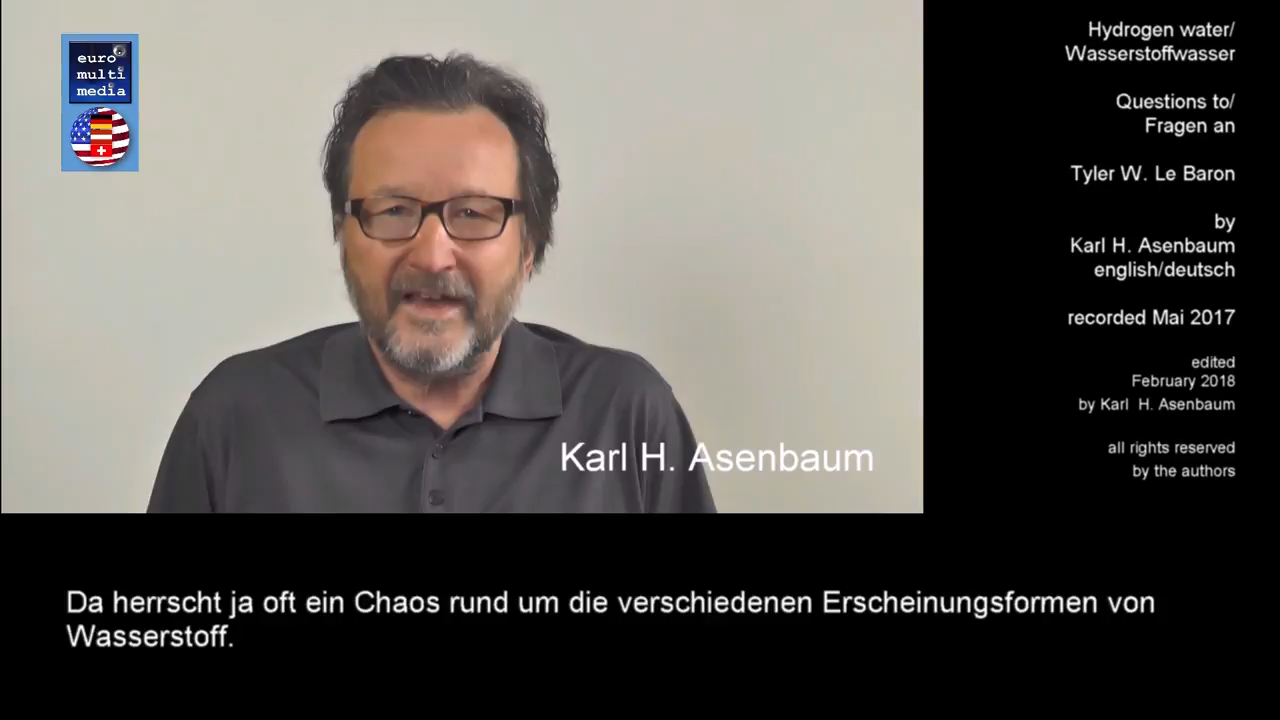 euro
multi
media
Karl H. Asenbaum
Hydrogen water/
Wasserstoffwasser
Questions to/
Fragen an
Tyler W. Le Baron
by
Karl H. Asenbaum
english/deutsch
recorded Mai 2017
edited
February 2018
by Karl H. Asenbaum
all rights reserved
by the authors
Da herrscht ja oft ein Chaos rund um die verschiedenen Erscheinungsformen von
Wasserstoff.